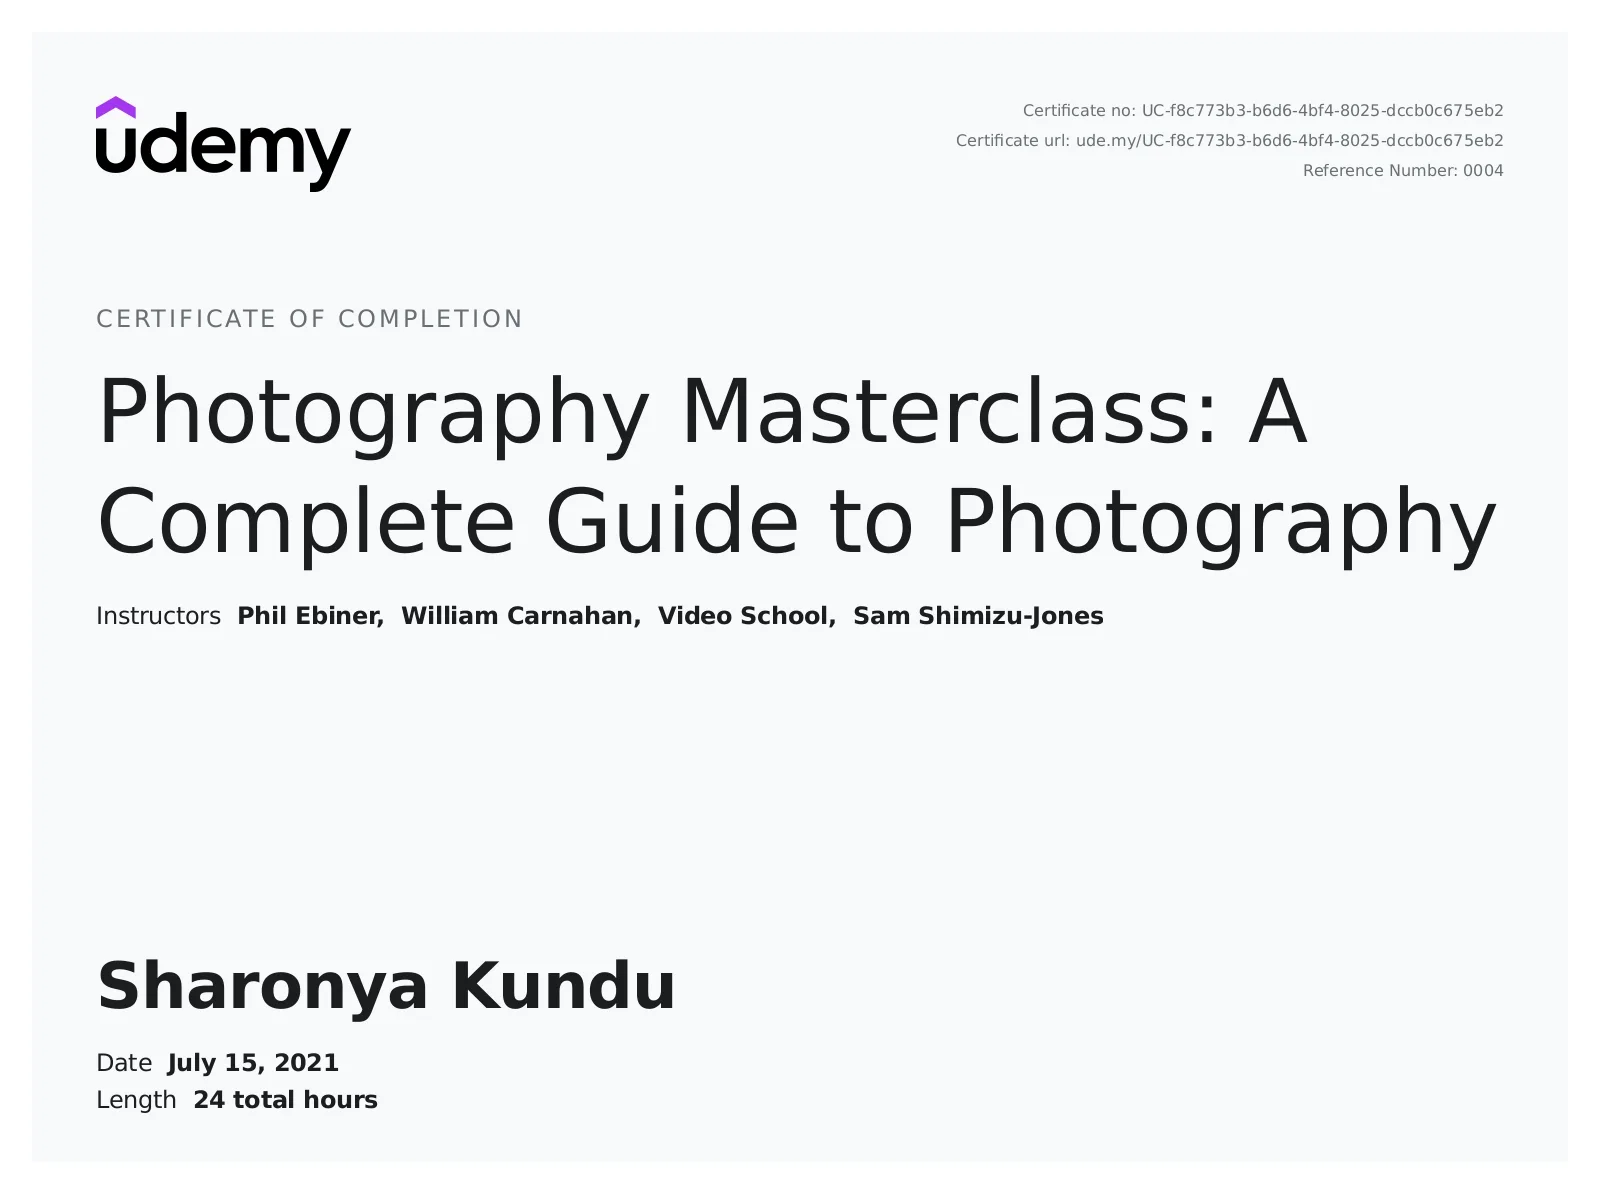 udemy
Certificate no: UC-f8c773b3-b6d6-4bf4-8025-dccb0c675eb2
Certificate url: ude.my/UC-f8c773b3-b6d6-4bf4-8025-dccb0c675eb2
Reference Number: 0004
CERTIFICATE OF COMPLETION
Photography Masterclass: A
Complete Guide to Photography
Instructors Phil Ebiner, William Carnahan, Video School, Sam Shimizu-Jones
Sharonya Kundu
Date July 15, 2021
Length 24 total hours